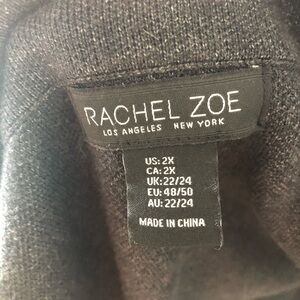 RACHEL ZOE
LOS ANGELES NEW YORK
US: 2X
CA: 2X
UK: 22/24
EU: 48/50
AU: 22/24
MADE IN CHINA